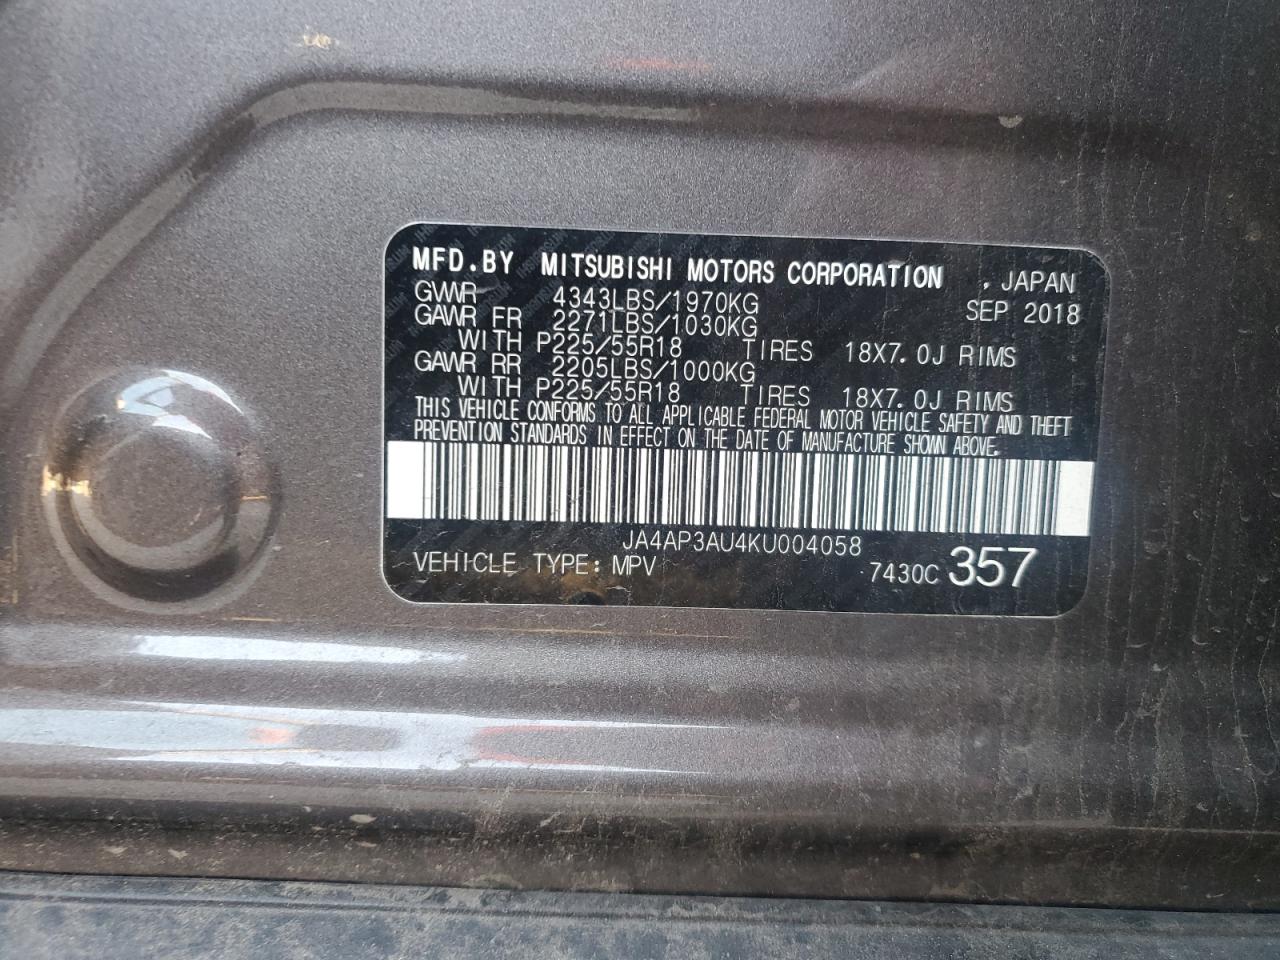 MFD.BY MITSUBISHI MOTORS CORPORATION , JAPAN
GVWR 4343LBS/1970KG SEP 2018
GAWR FR 2271LBS/1030KG
WITH P225/55R18 TIRES 18X7.0J RIMS
GAWR RR 2205LBS/1000KG
WITH P225/55R18 TIRES 18X7.0J RIMS
THIS VEHICLE CONFORMS TO ALL APPLICABLE FEDERAL MOTOR VEHICLE SAFETY AND THEFT
PREVENTION STANDARDS IN EFFECT ON THE DATE OF MANUFACTURE SHOWN ABOVE.
JA4AP3AU4KU004058
VEHICLE TYPE: MPV 7430C 357